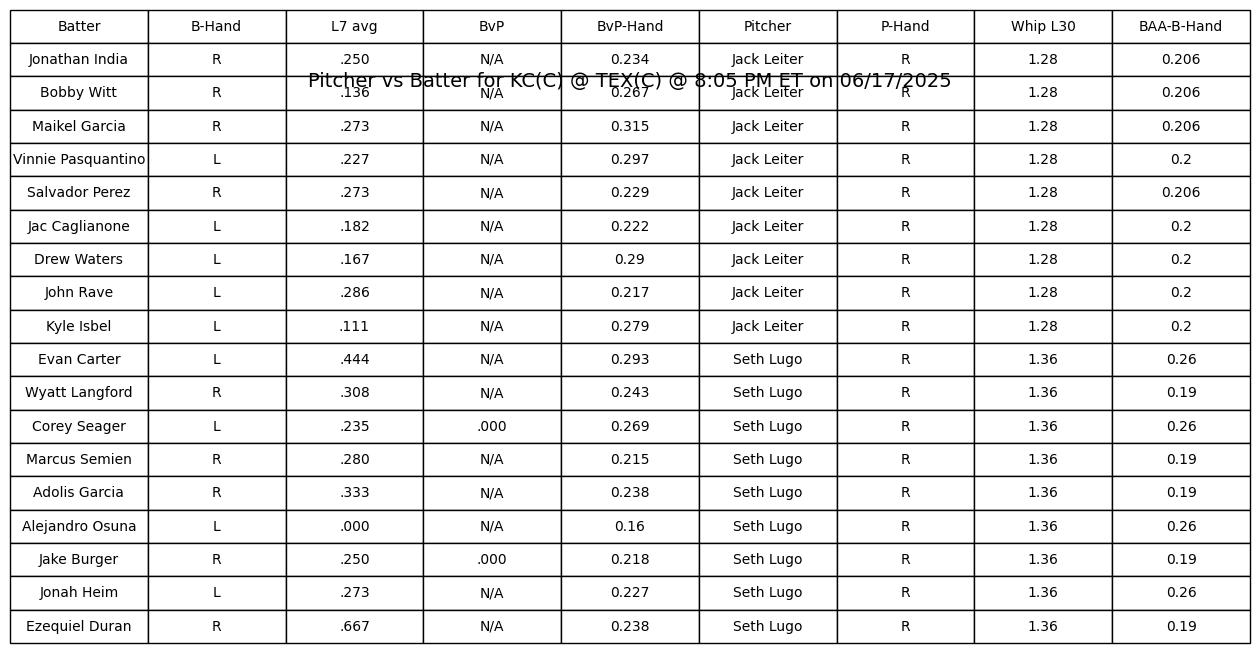 Batter B-Hand L7 avg BvP BvP-Hand Pitcher P-Hand Whip L30 BAA-B-Hand
Jonathan India R .250 N/A 0.234 Jack Leiter R 1.28 0.206
Pitcher vs Batter for KC(C) @ TEX(C) @ 8:05 PM ET on 06/17/2025
Bobby Witt R .136 N/A 0.267 Jack Leiter R 1.28 0.206
Maikel Garcia R .273 N/A 0.315 Jack Leiter R 1.28 0.206
Vinnie Pasquantino L .227 N/A 0.297 Jack Leiter R 1.28 0.2
Salvador Perez R .273 N/A 0.229 Jack Leiter R 1.28 0.206
Jac Caglianone L .182 N/A 0.222 Jack Leiter R 1.28 0.2
Drew Waters L .167 N/A 0.29 Jack Leiter R 1.28 0.2
John Rave L .286 N/A 0.217 Jack Leiter R 1.28 0.2
Kyle Isbel L .111 N/A 0.279 Jack Leiter R 1.28 0.2
Evan Carter L .444 N/A 0.293 Seth Lugo R 1.36 0.26
Wyatt Langford R .308 N/A 0.243 Seth Lugo R 1.36 0.19
Corey Seager L .235 .000 0.269 Seth Lugo R 1.36 0.26
Marcus Semien R .280 N/A 0.215 Seth Lugo R 1.36 0.19
Adolis Garcia R .333 N/A 0.238 Seth Lugo R 1.36 0.19
Alejandro Osuna L .000 N/A 0.16 Seth Lugo R 1.36 0.26
Jake Burger R .250 .000 0.218 Seth Lugo R 1.36 0.19
Jonah Heim L .273 N/A 0.227 Seth Lugo R 1.36 0.26
Ezequiel Duran R .667 N/A 0.238 Seth Lugo R 1.36 0.19